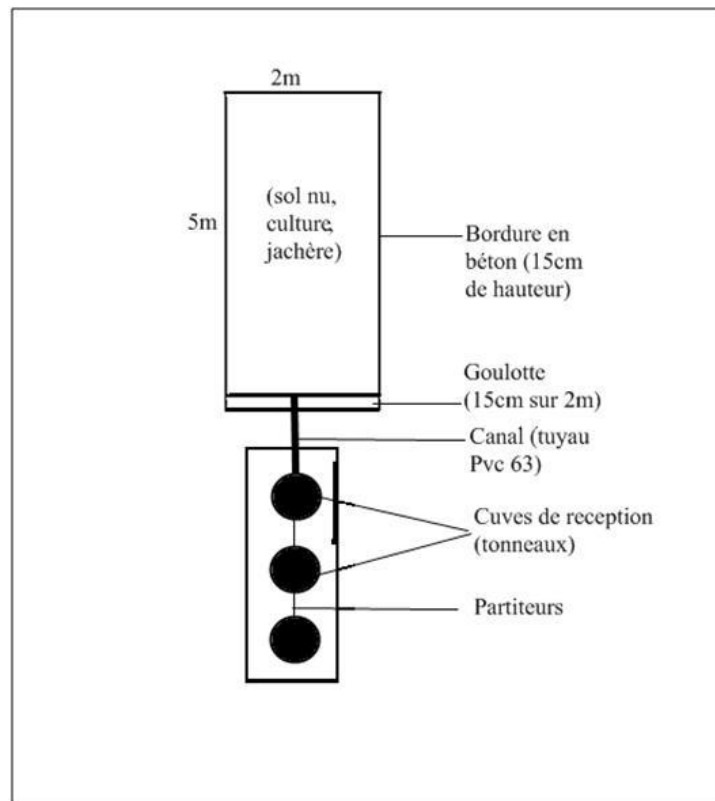 2m
(sol nu,
culture,
jachère)
5m
Bordure en
béton (15cm
de hauteur)
Goulotte
(15cm sur 2m)
Canal (tuyau
Pvc 63)
Cuves de reception
(tonneaux)
Partiteurs